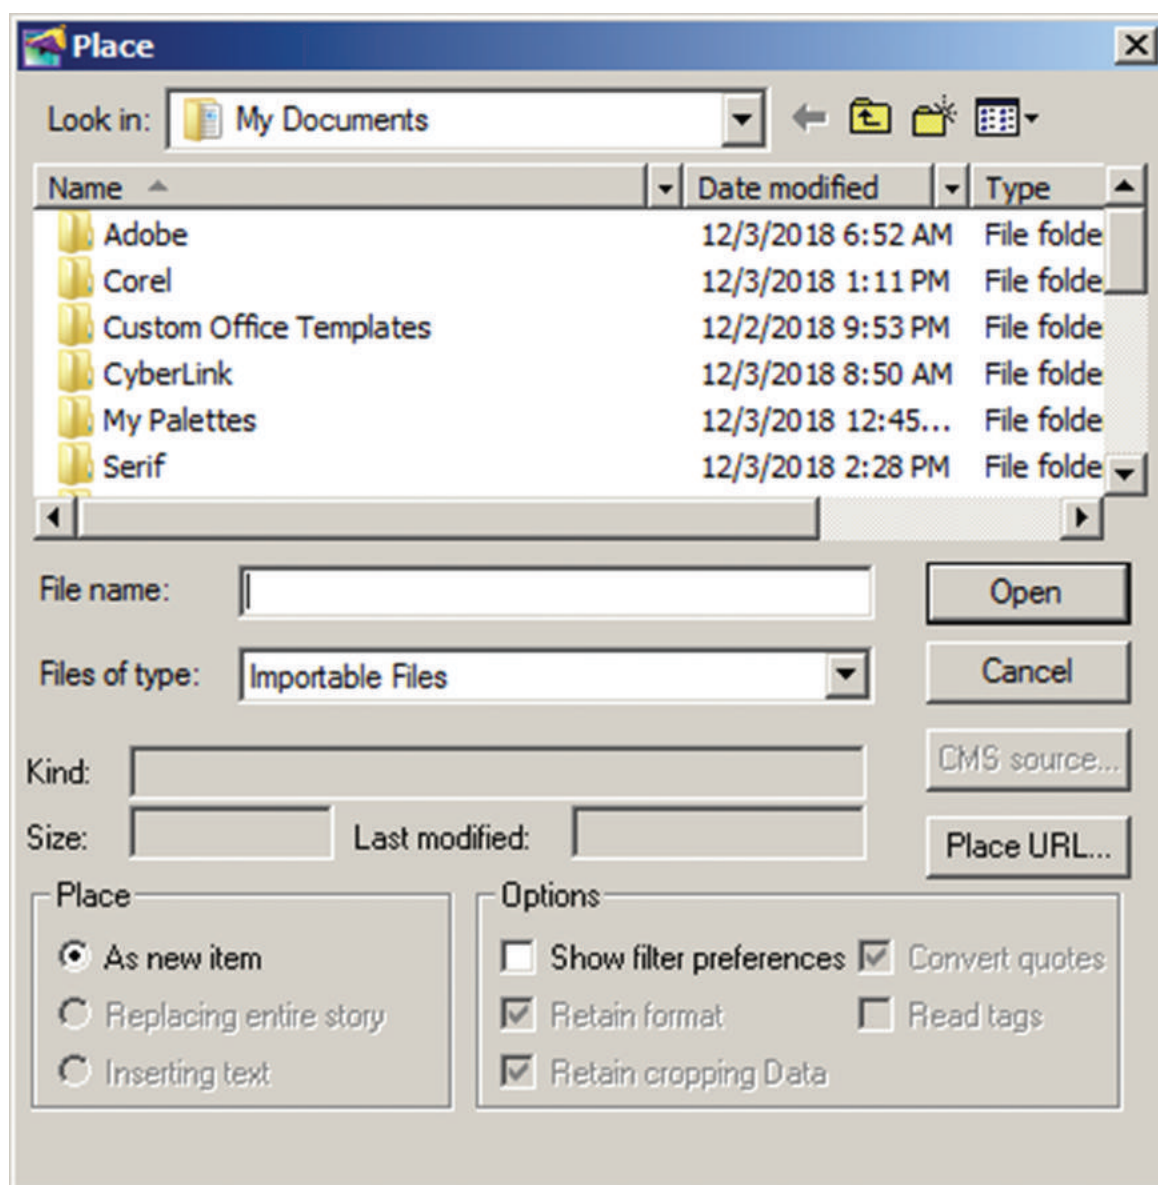 Place
Look in: My Documents
Name Date modified Type
Adobe 12/3/2018 6:52 AM File folde
Corel 12/3/2018 1:11 PM File folde
Custom Office Templates 12/2/2018 9:53 PM File folde
CyberLink 12/3/2018 8:50 AM File folde
My Palettes 12/3/2018 12:45... File folde
Serif 12/3/2018 2:28 PM File folde
File name: Open
Files of type: Importable Files Cancel
Kind: CMS source...
Size: Last modified: Place URL...
Place Options
As new item Show filter preferences Convert quotes
Replacing entire story Retain format Read tags
Inserting text Retain cropping Data